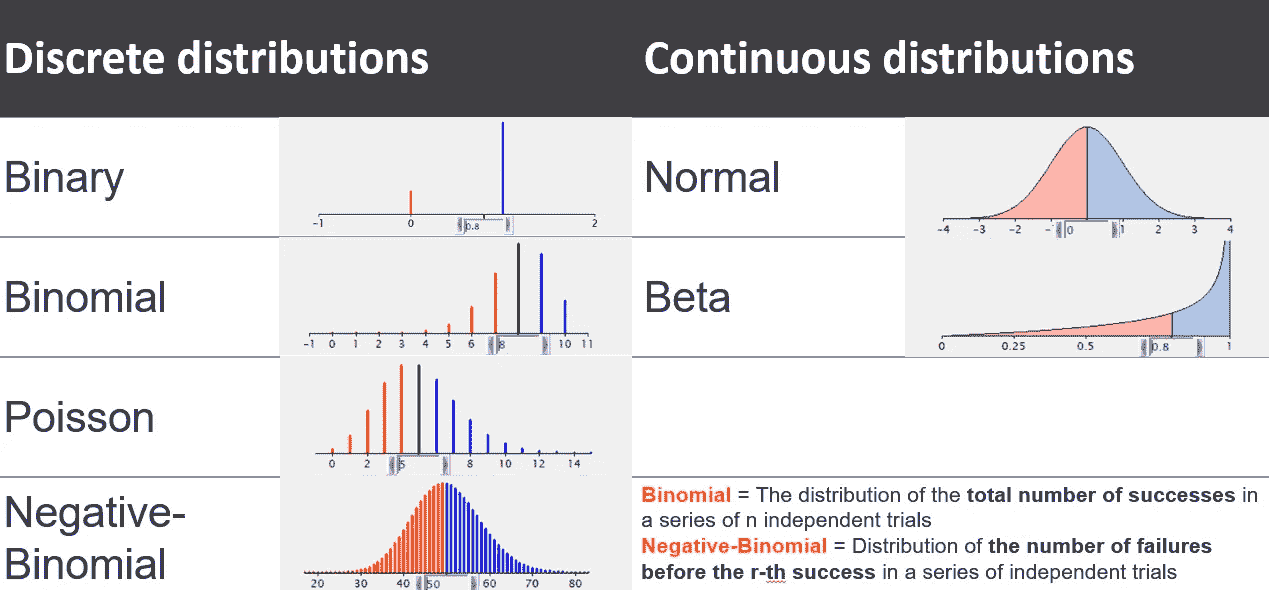 Discrete distributions
Continuous distributions
Binary
-1 0 0.8 2
Normal
-4 -3 -2 -1 0 1 2 3 4
Binomial
-1 0 1 2 3 4 5 6 8 10 11
Beta
0 0.25 0.5 0.8 1
Poisson
0 2 5 8 10 12 14
Negative-
Binomial
20 30 40 50 60 70 80
Binomial = The distribution of the total number of successes in
a series of n independent trials
Negative-Binomial = Distribution of the number of failures
before the r-th success in a series of independent trials